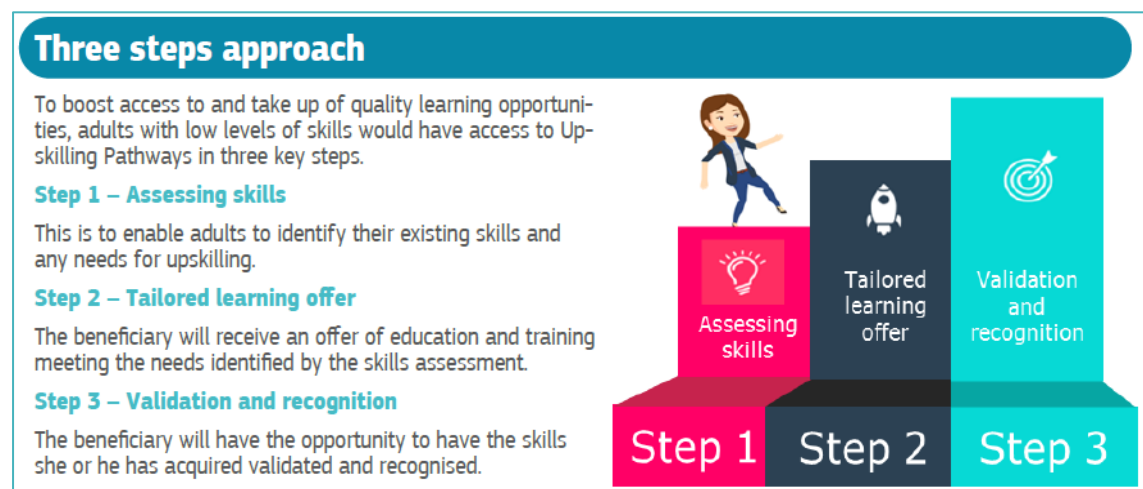 Three steps approach
To boost access to and take up of quality learning opportuni-
ties, adults with low levels of skills would have access to Up-
skilling Pathways in three key steps.
Step 1 – Assessing skills
This is to enable adults to identify their existing skills and
any needs for upskilling.
Step 2 – Tailored learning offer
The beneficiary will receive an offer of education and training
meeting the needs identified by the skills assessment.
Step 3 – Validation and recognition
The beneficiary will have the opportunity to have the skills
she or he has acquired validated and recognised.
Assessing
skills
Tailored
learning
offer
Validation
and
recognition
Step 1
Step 2
Step 3